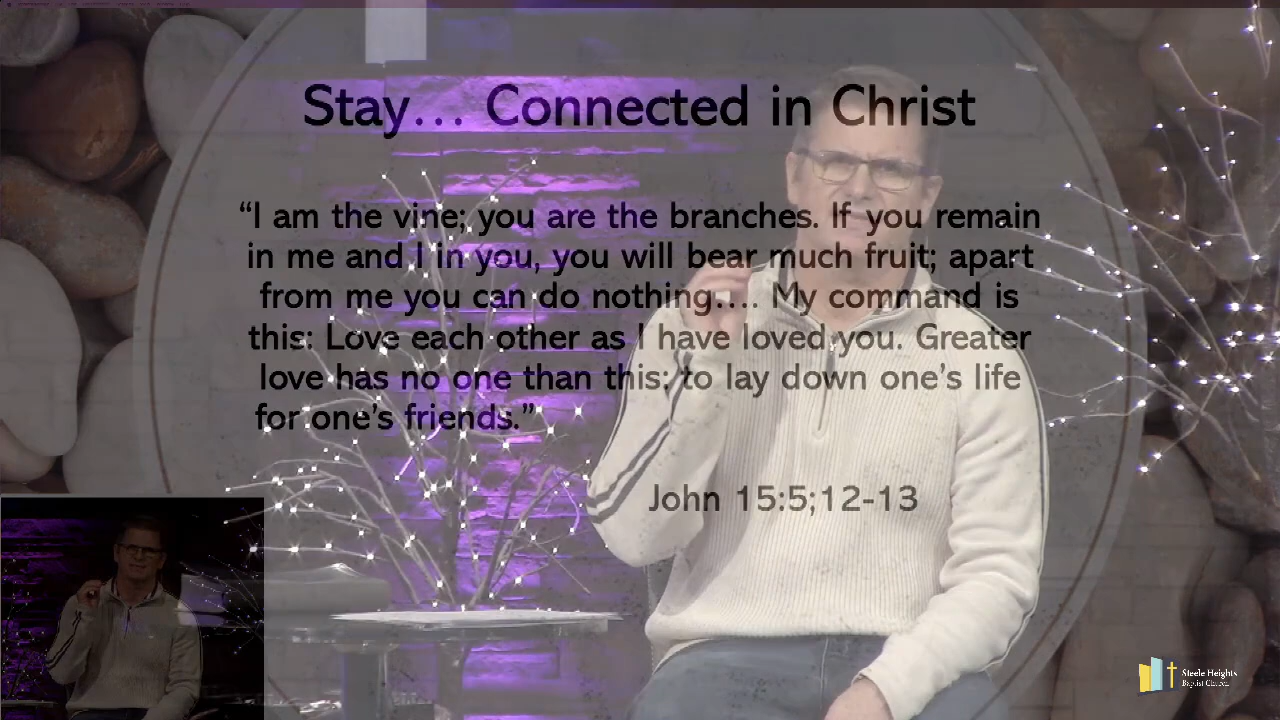 Stay... Connected in Christ
“I am the vine; you are the branches. If you remain
in me and I in you, you will bear much fruit; apart
from me you can do nothing…. My command is
this: Love each other as I have loved you. Greater
love has no one than this: to lay down one’s life
for one’s friends.”
John 15:5;12-13
Steele Heights
Baptist Church